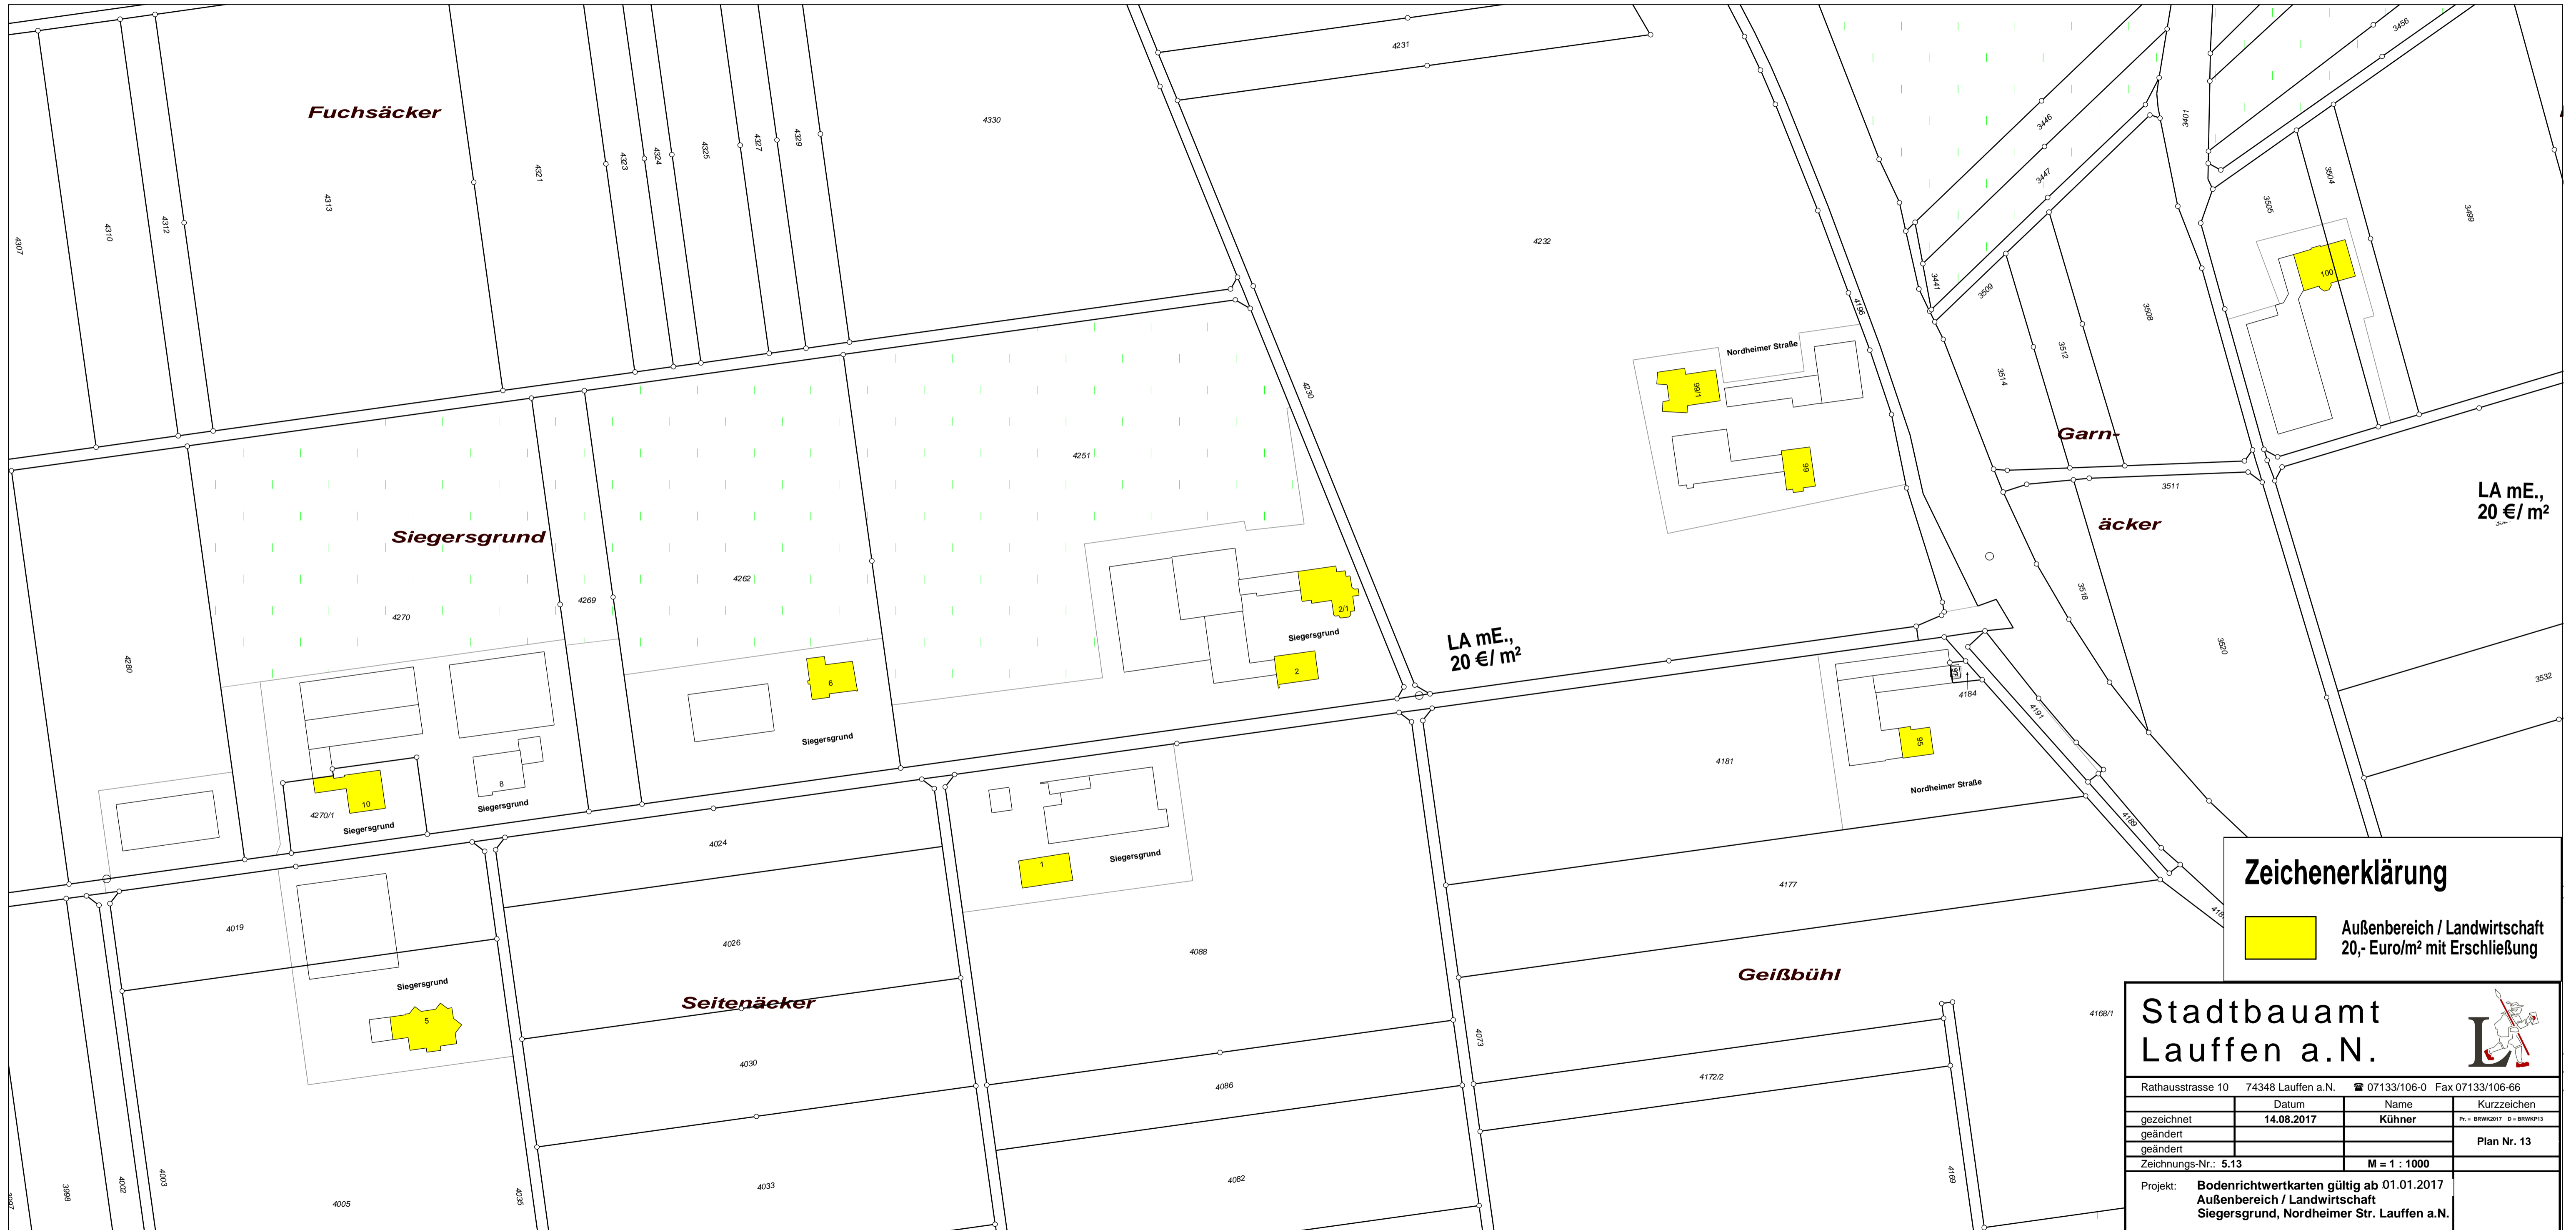 4231
3456
Fuchsäcker
4330
3446
3401
4321
4323
4324
4325
4327
4329
3447
3504
3505
3499
4313
4310
4312
4307
4232
100
3441
3509
4196
3508
3512
3514
Nordheimer Straße
99/1
4230
Garn-
4251
99
3511
LA mE.,
20 €/ m²
äcker
Siegersgrund
4262
4269
4270
3518
2/1
Siegersgrund
LA mE.,
20 €/ m²
3520
4280
2
6
97
4184
3532
4191
Siegersgrund
95
4181
Nordheimer Straße
8
Siegersgrund
10
4270/1
Siegersgrund
4189
4024
1
Siegersgrund
4177
4019
4026
4088
Siegersgrund
Geißbühl
Seitenäcker
5
4168/1
4073
4030
4086
4172/2
3998
4002
4003
4005
4035
4033
4082
4169
Zeichenerklärung
Außenbereich / Landwirtschaft
20,- Euro/m² mit Erschließung
Stadtbauamt
Lauffen a.N.
L
Rathausstrasse 10 74348 Lauffen a.N. ☎ 07133/106-0 Fax 07133/106-66
Datum Name Kurzzeichen
gezeichnet 14.08.2017 Kühner Pr. = BRWK2017 D = BRWKP13
geändert
Plan Nr. 13
geändert
Zeichnungs-Nr.: 5.13 M = 1 : 1000
Projekt: Bodenrichtwertkarten gültig ab 01.01.2017
Außenbereich / Landwirtschaft
Siegersgrund, Nordheimer Str. Lauffen a.N.